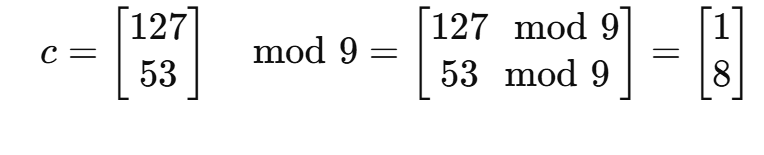 c = [127 53] mod 9 = [127 mod 9 53 mod 9] = [1 8]